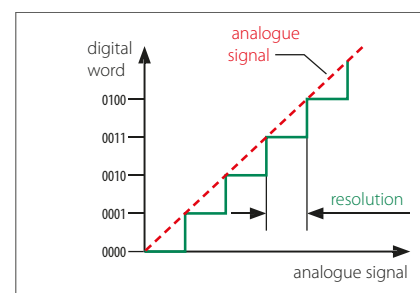 digital
word
analogue
signal
0100
0011
0010
0001
resolution
0000
analogue signal